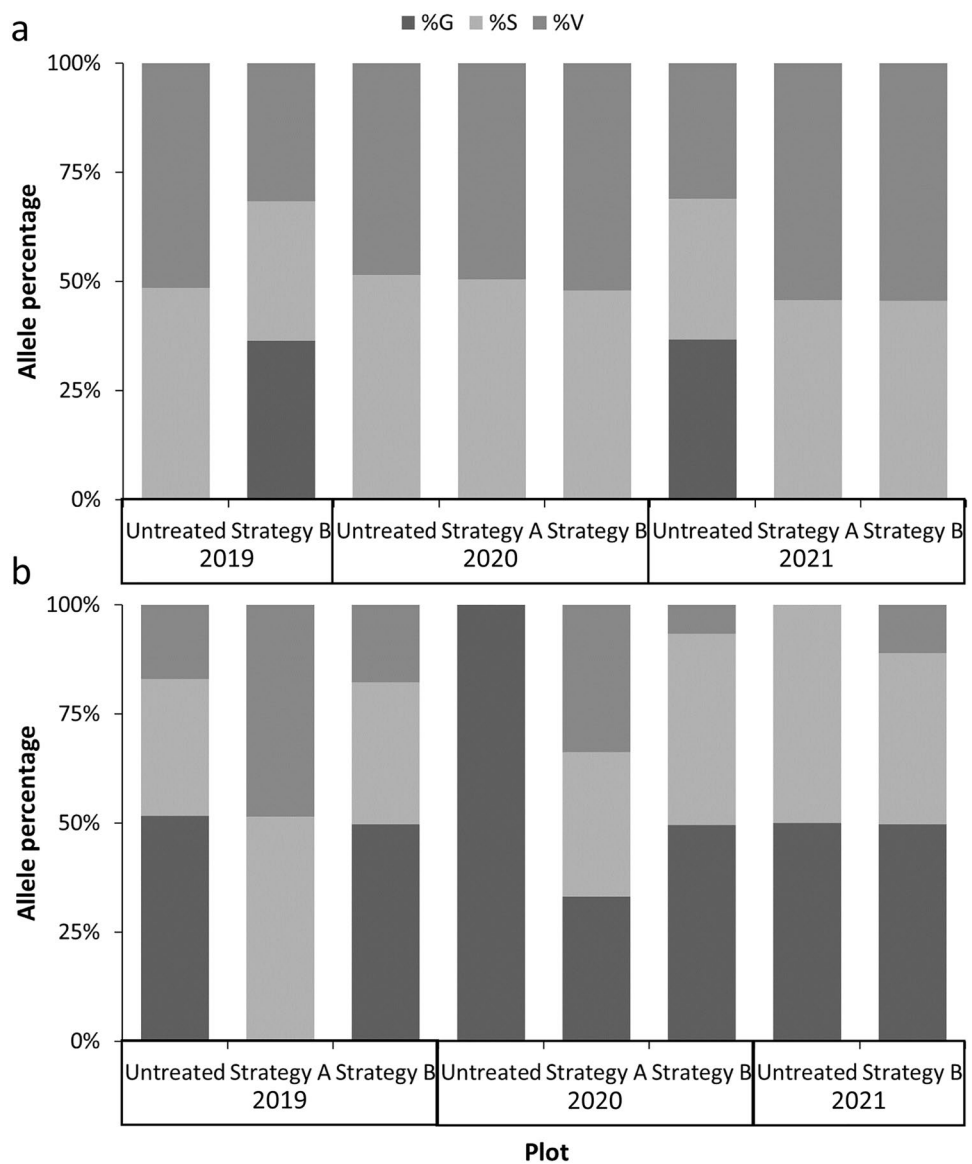 a
%G %S %V
100%
75%
50%
25%
0%
Allele percentage
Untreated Strategy B Untreated Strategy A Strategy B Untreated Strategy A Strategy B
2019 2020 2021
b
100%
75%
50%
25%
0%
Allele percentage
Untreated Strategy A Strategy B Untreated Strategy A Strategy B Untreated Strategy B
2019 2020 2021
Plot